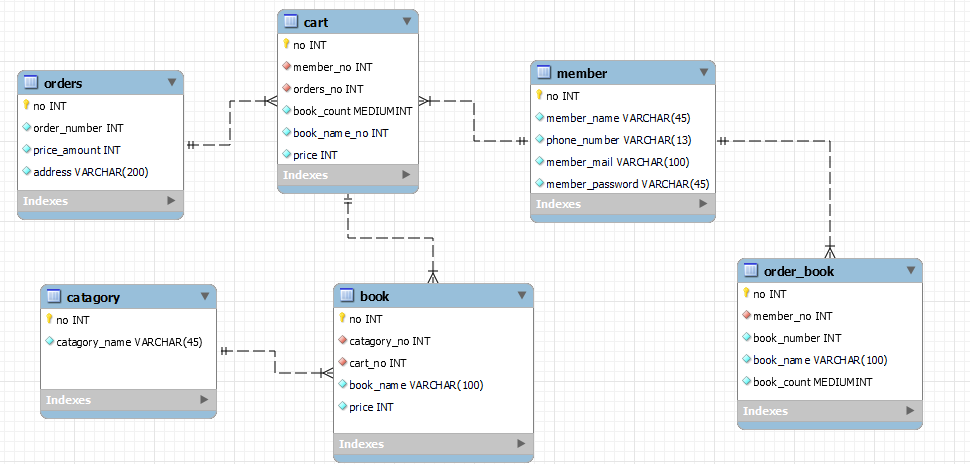 cart
no INT
member_no INT
orders_no INT
book_count MEDIUMINT
book_name_no INT
price INT
Indexes
orders
no INT
order_number INT
price_amount INT
address VARCHAR(200)
Indexes
member
no INT
member_name VARCHAR(45)
phone_number VARCHAR(13)
member_mail VARCHAR(100)
member_password VARCHAR(45)
Indexes
catagory
no INT
catagory_name VARCHAR(45)
Indexes
book
no INT
catagory_no INT
cart_no INT
book_name VARCHAR(100)
price INT
Indexes
order_book
no INT
member_no INT
book_number INT
book_name VARCHAR(100)
book_count MEDIUMINT
Indexes